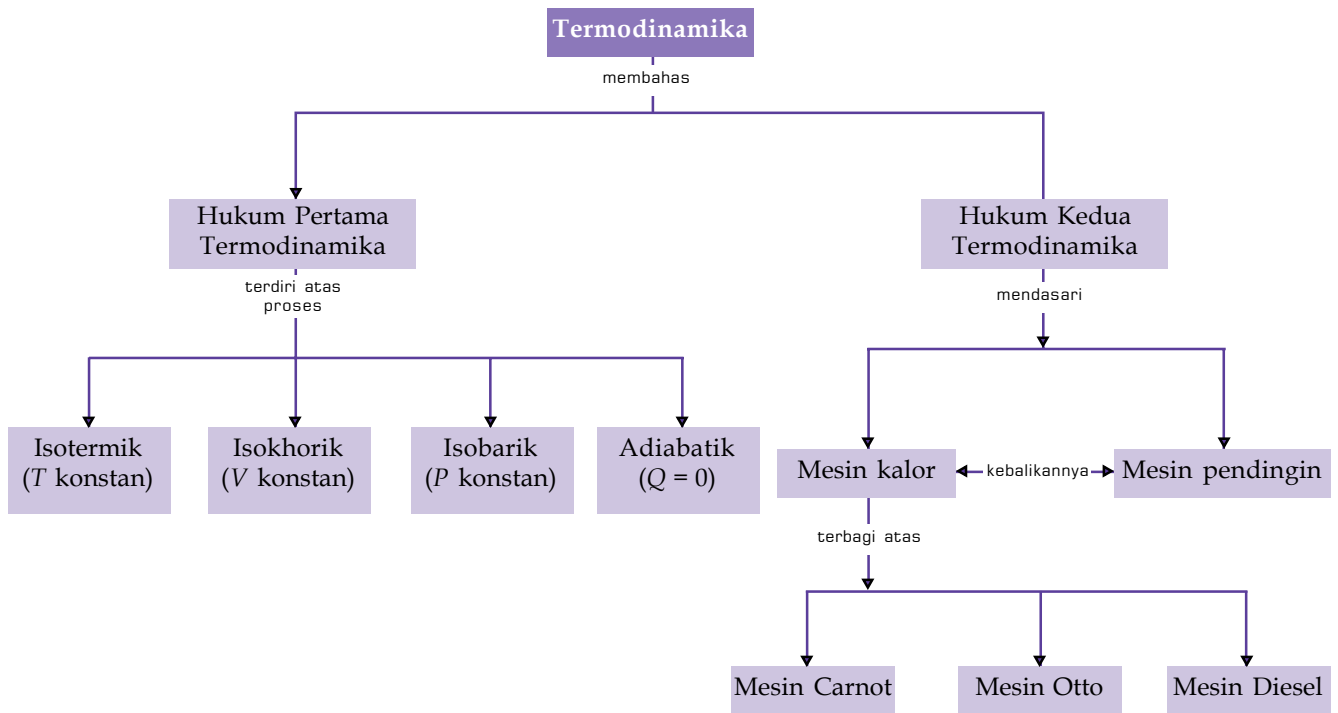 Termodinamika
membahas
Hukum Pertama
Termodinamika
Hukum Kedua
Termodinamika
terdiri atas
proses
mendasari
Isotermik
(T konstan)
Isokhorik
(V konstan)
Isobarik
(P konstan)
Adiabatik
(Q = 0)
Mesin kalor
kebalikannya
Mesin pendingin
terbagi atas
Mesin Carnot
Mesin Otto
Mesin Diesel